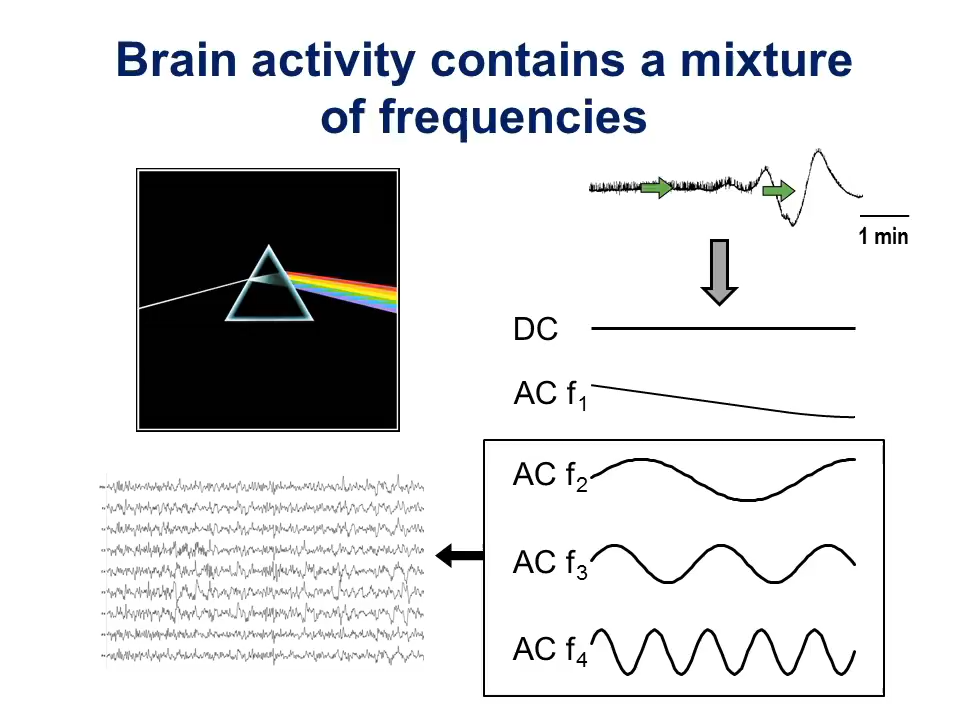 Brain activity contains a mixture
of frequencies
1 min
DC
AC f₁
AC f₂
AC f₃
AC f₄